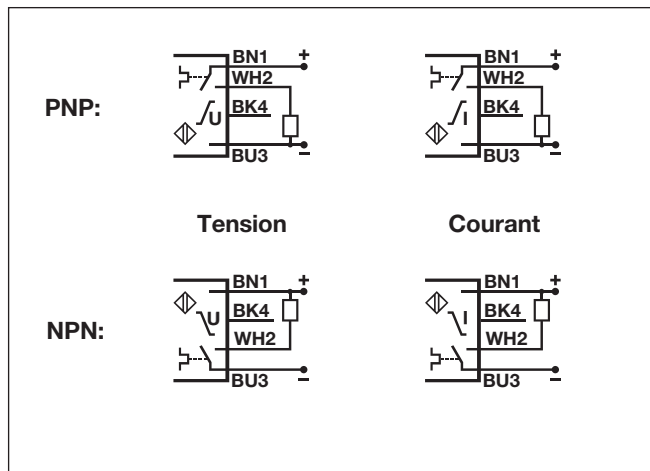 PNP:
BN1 +
WH2
U BK4
BU3 –
BN1 +
WH2
I BK4
BU3 –
Tension Courant
NPN:
BN1 +
U BK4
WH2
BU3 –
BN1 +
I BK4
WH2
BU3 –